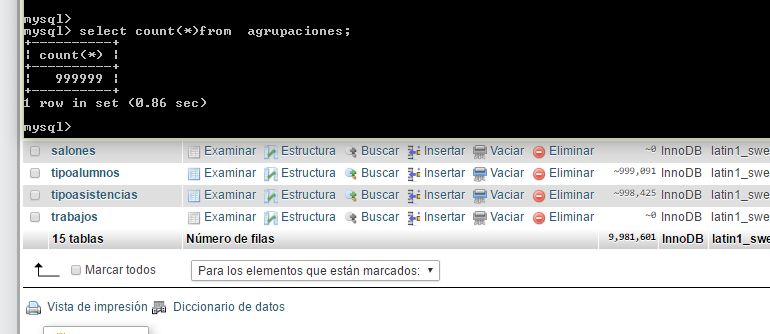 mysql>
mysql> select count(*)from  agrupaciones;
+----------+
| count(*) |
+----------+
|   999999 |
+----------+
1 row in set (0.86 sec)
mysql>
salones Examinar Estructura Buscar Insertar Vaciar Eliminar ~0 InnoDB latin1_swe
tipoalumnos Examinar Estructura Buscar Insertar Vaciar Eliminar ~999,091 InnoDB latin1_swe
tipoasistencias Examinar Estructura Buscar Insertar Vaciar Eliminar ~998,425 InnoDB latin1_swe
trabajos Examinar Estructura Buscar Insertar Vaciar Eliminar ~0 InnoDB latin1_swe
15 tablas Número de filas 9,981,601 InnoDB latin1_swe
Marcar todos Para los elementos que están marcados:
Vista de impresión Diccionario de datos